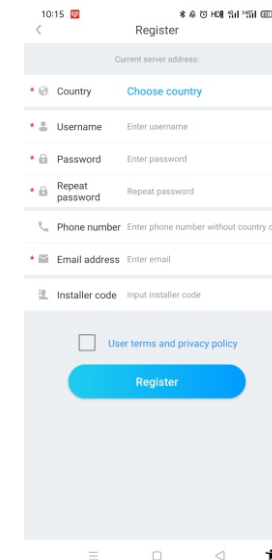 10:15
Register
Current server address:
* Country Choose country
* Username Enter username
* Password Enter password
* Repeat password Repeat password
Phone number Enter phone number without country c
* Email address Enter email
Installer code Input installer code
User terms and privacy policy
Register